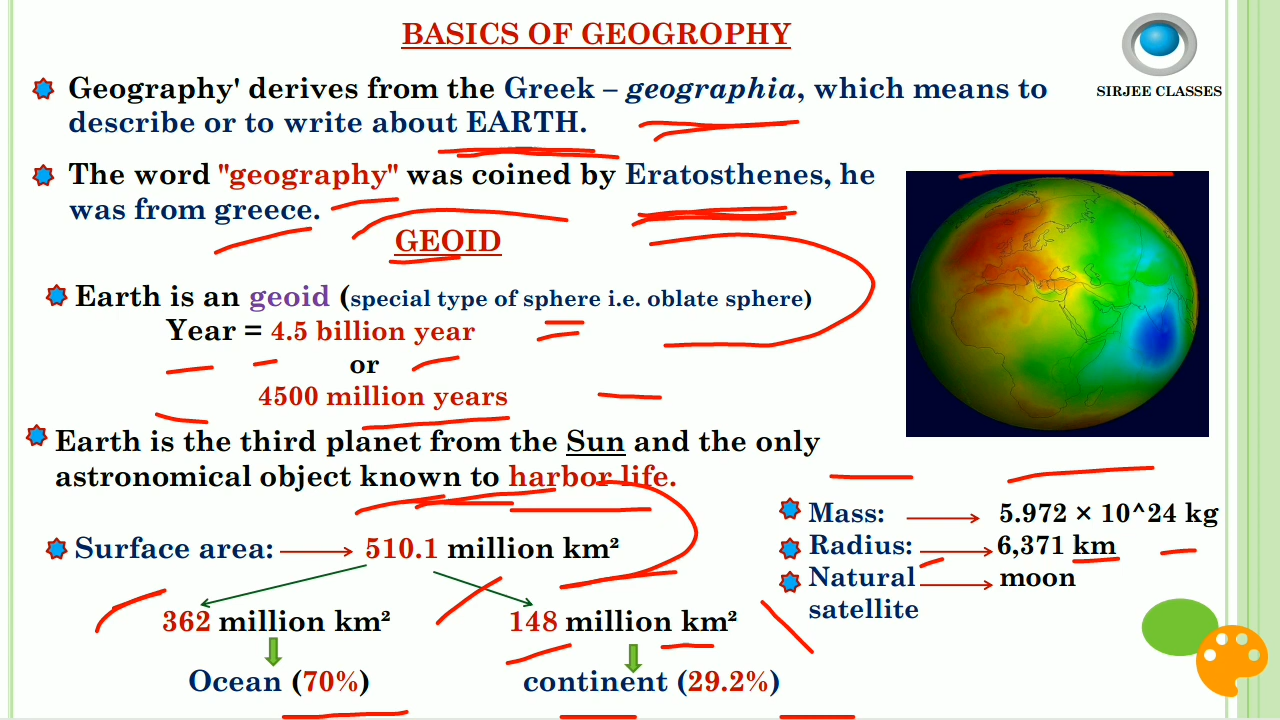 BASICS OF GEOGROPHY
SIRJEE CLASSES
Geography' derives from the Greek – geographia, which means to
describe or to write about EARTH.
The word "geography" was coined by Eratosthenes, he
was from greece.
GEOID
Earth is an geoid (special type of sphere i.e. oblate sphere)
Year = 4.5 billion year
or
4500 million years
Earth is the third planet from the Sun and the only
astronomical object known to harbor life.
Surface area: 510.1 million km²
362 million km² 148 million km²
Ocean (70%) continent (29.2%)
Mass: 5.972 × 10^24 kg
Radius: 6,371 km
Natural moon
satellite